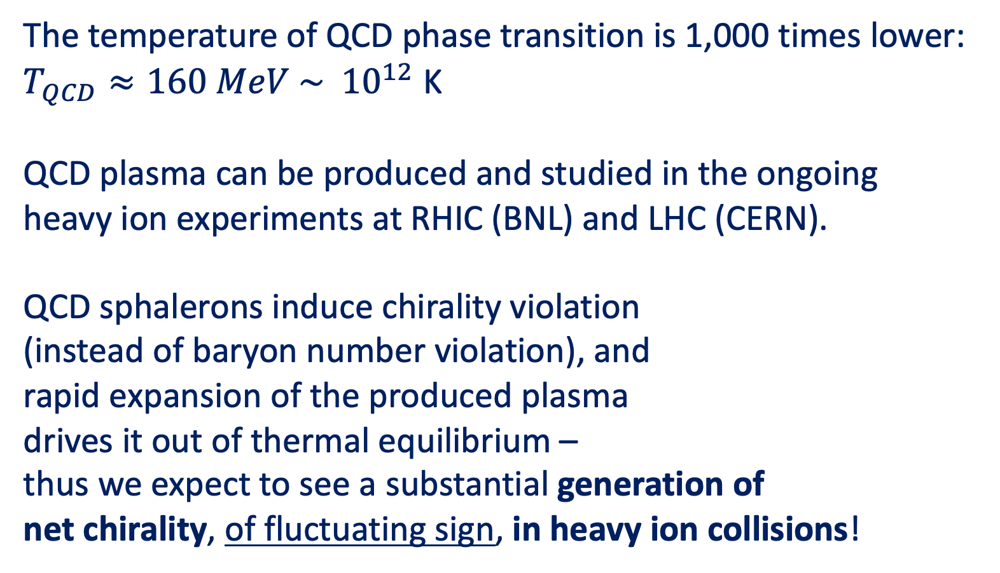 The temperature of QCD phase transition is 1,000 times lower:
T_{QCD} ≈ 160 MeV ~ 10^{12} K
QCD plasma can be produced and studied in the ongoing
heavy ion experiments at RHIC (BNL) and LHC (CERN).
QCD sphalerons induce chirality violation
(instead of baryon number violation), and
rapid expansion of the produced plasma
drives it out of thermal equilibrium –
thus we expect to see a substantial generation of
net chirality, of fluctuating sign, in heavy ion collisions!